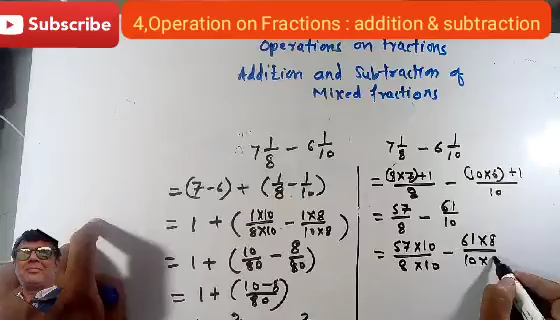 Subscribe
4,Operation on Fractions : addition & subtraction
Operations on fractions
Addition and Subtraction of
Mixed fractions
7 1/8 - 6 1/10
= (7-6) + (1/8 - 1/10)
= 1 + (1×10/8×10 - 1×8/10×8)
= 1 + (10/80 - 8/80)
= 1 + (10-8/80)
7 1/8 - 6 1/10
= (8×7)+1/8 - (10×6)+1/10
= 57/8 - 61/10
= 57×10/8×10 - 61×8/10×